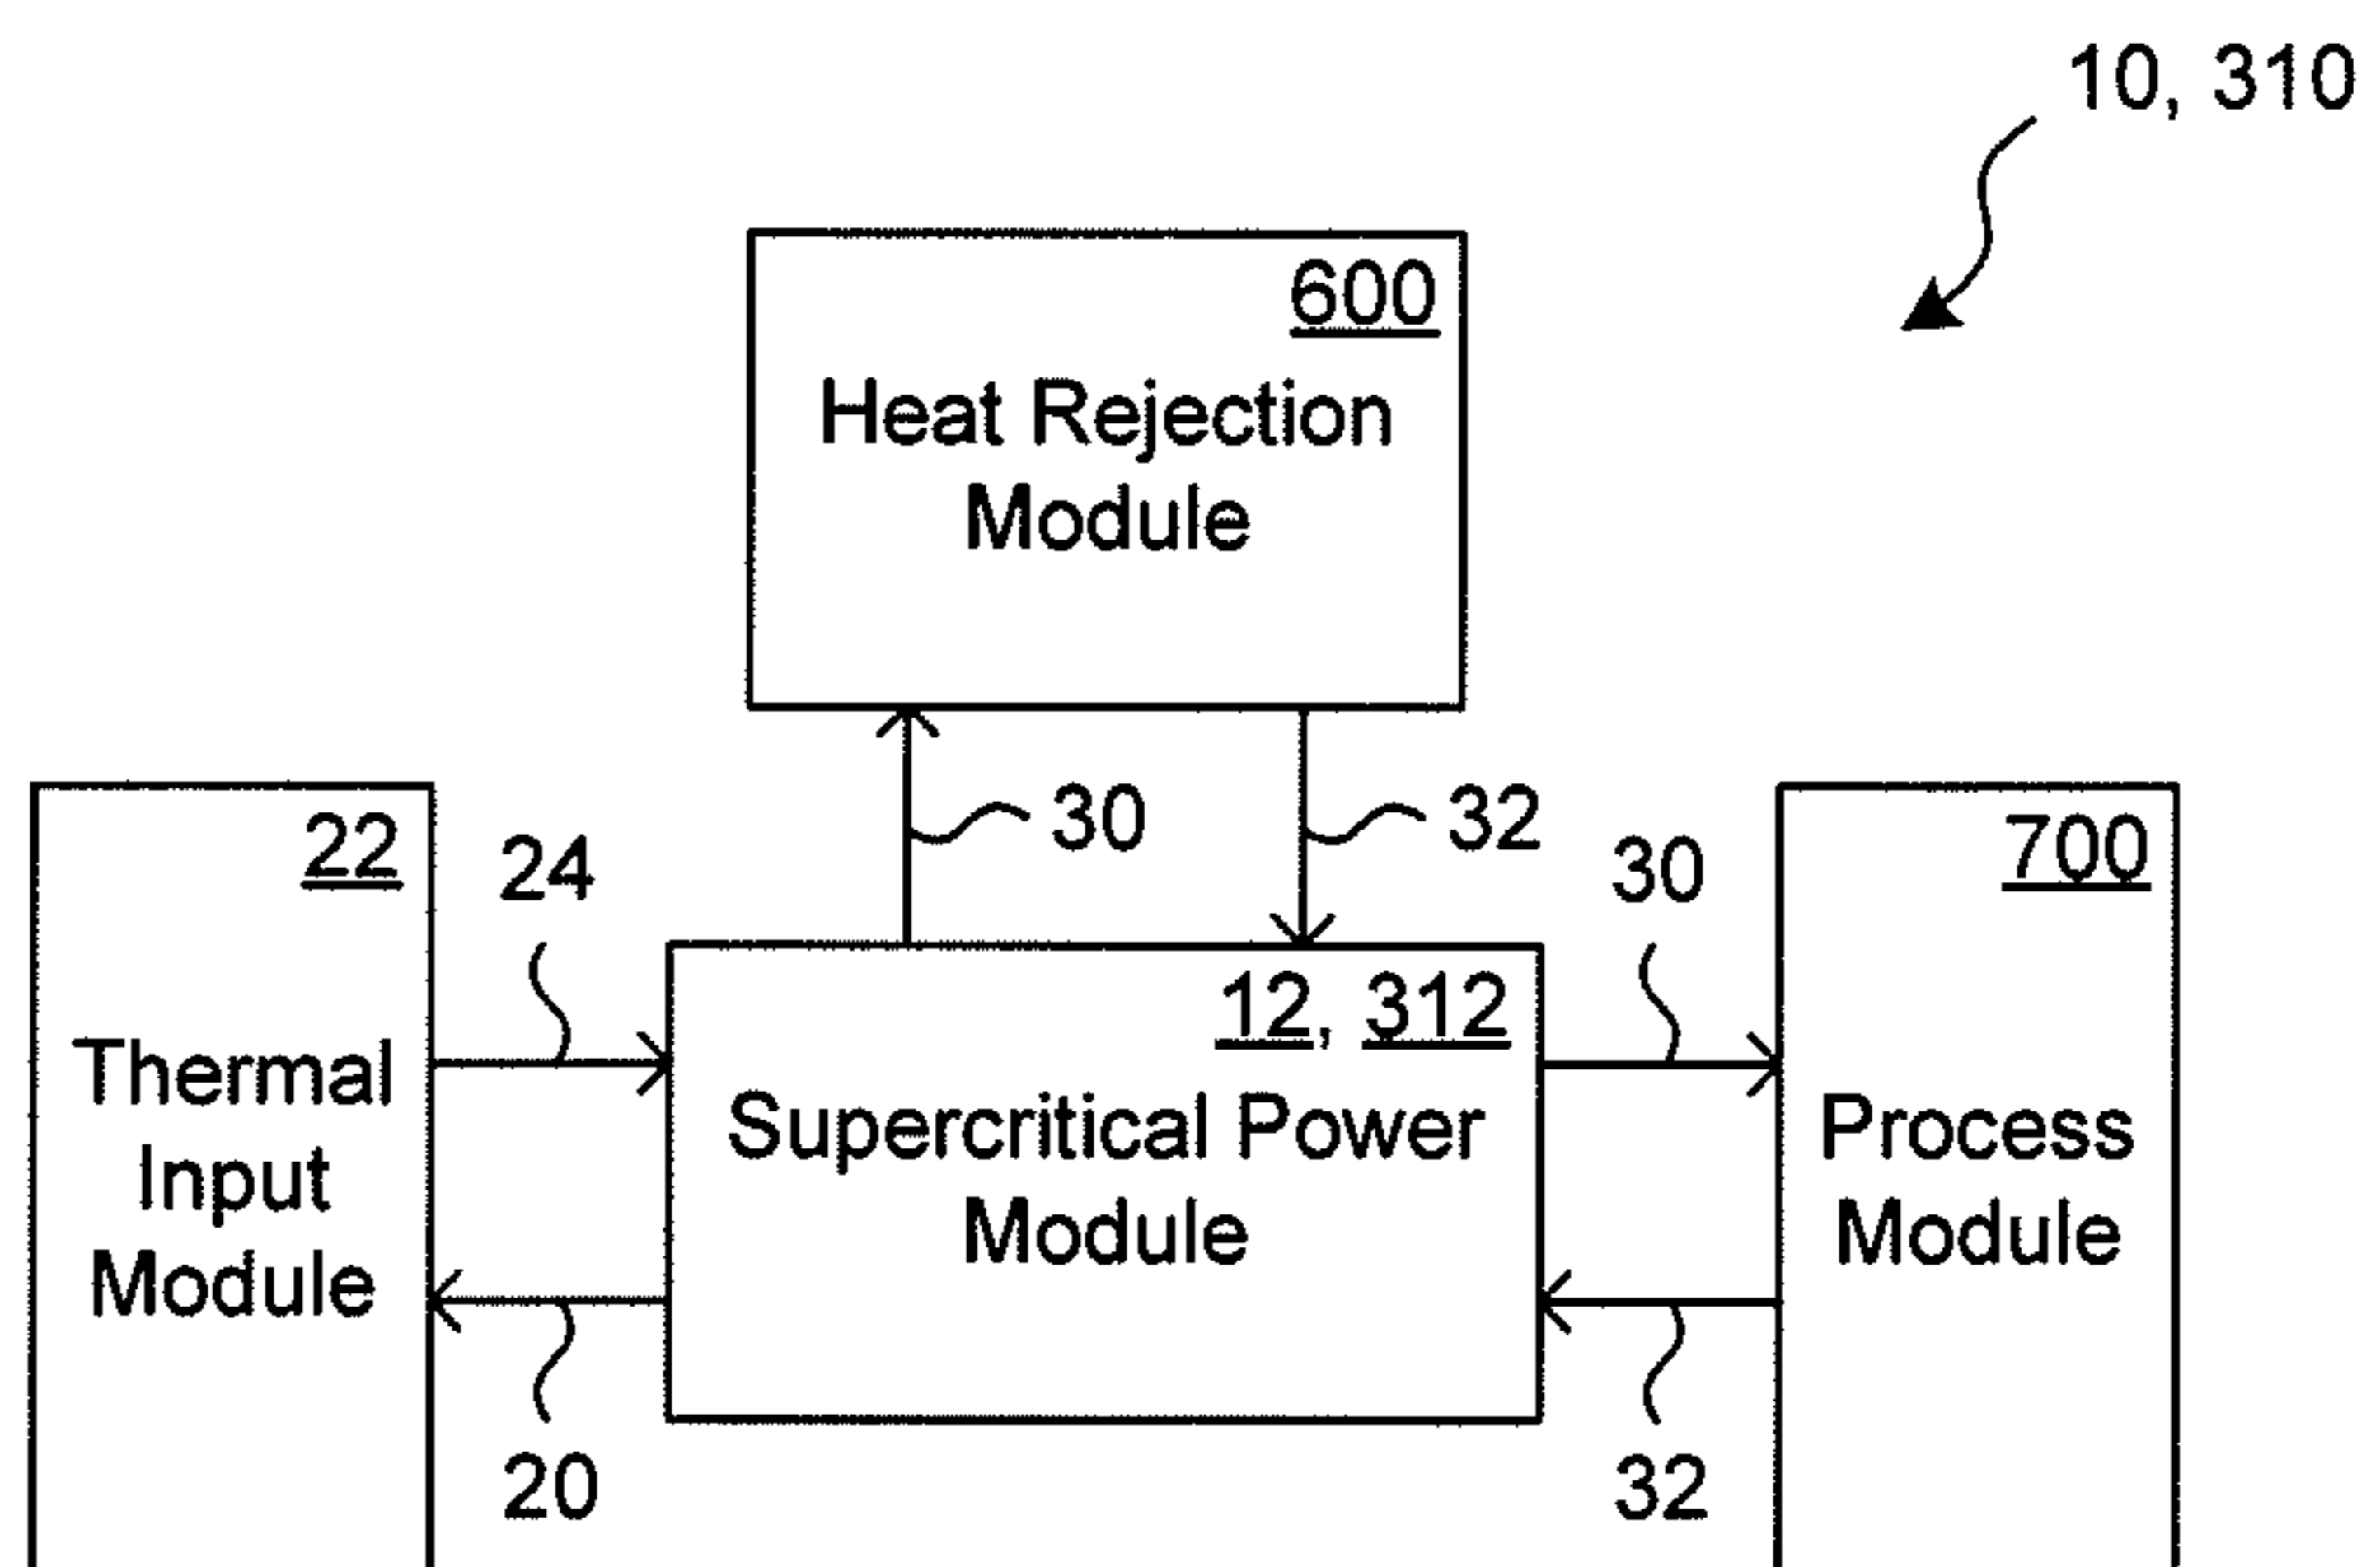 10, 310
600
Heat Rejection
Module
30
32
22
24
Thermal
Input
Module
20
12, 312
Supercritical Power
Module
30
700
Process
Module
32